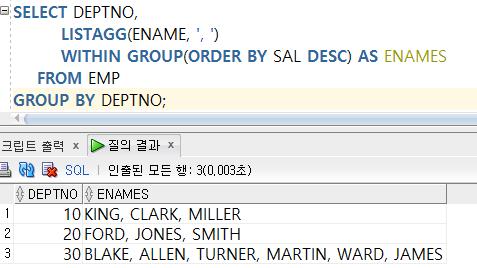 SELECT DEPTNO,
LISTAGG(ENAME, ', ')
WITHIN GROUP(ORDER BY SAL DESC) AS ENAMES
FROM EMP
GROUP BY DEPTNO;
크립트 출력 x 질의 결과 x
SQL | 인출된 모든 행: 3(0,003초)
DEPTNO ENAMES
1 10 KING, CLARK, MILLER
2 20 FORD, JONES, SMITH
3 30 BLAKE, ALLEN, TURNER, MARTIN, WARD, JAMES